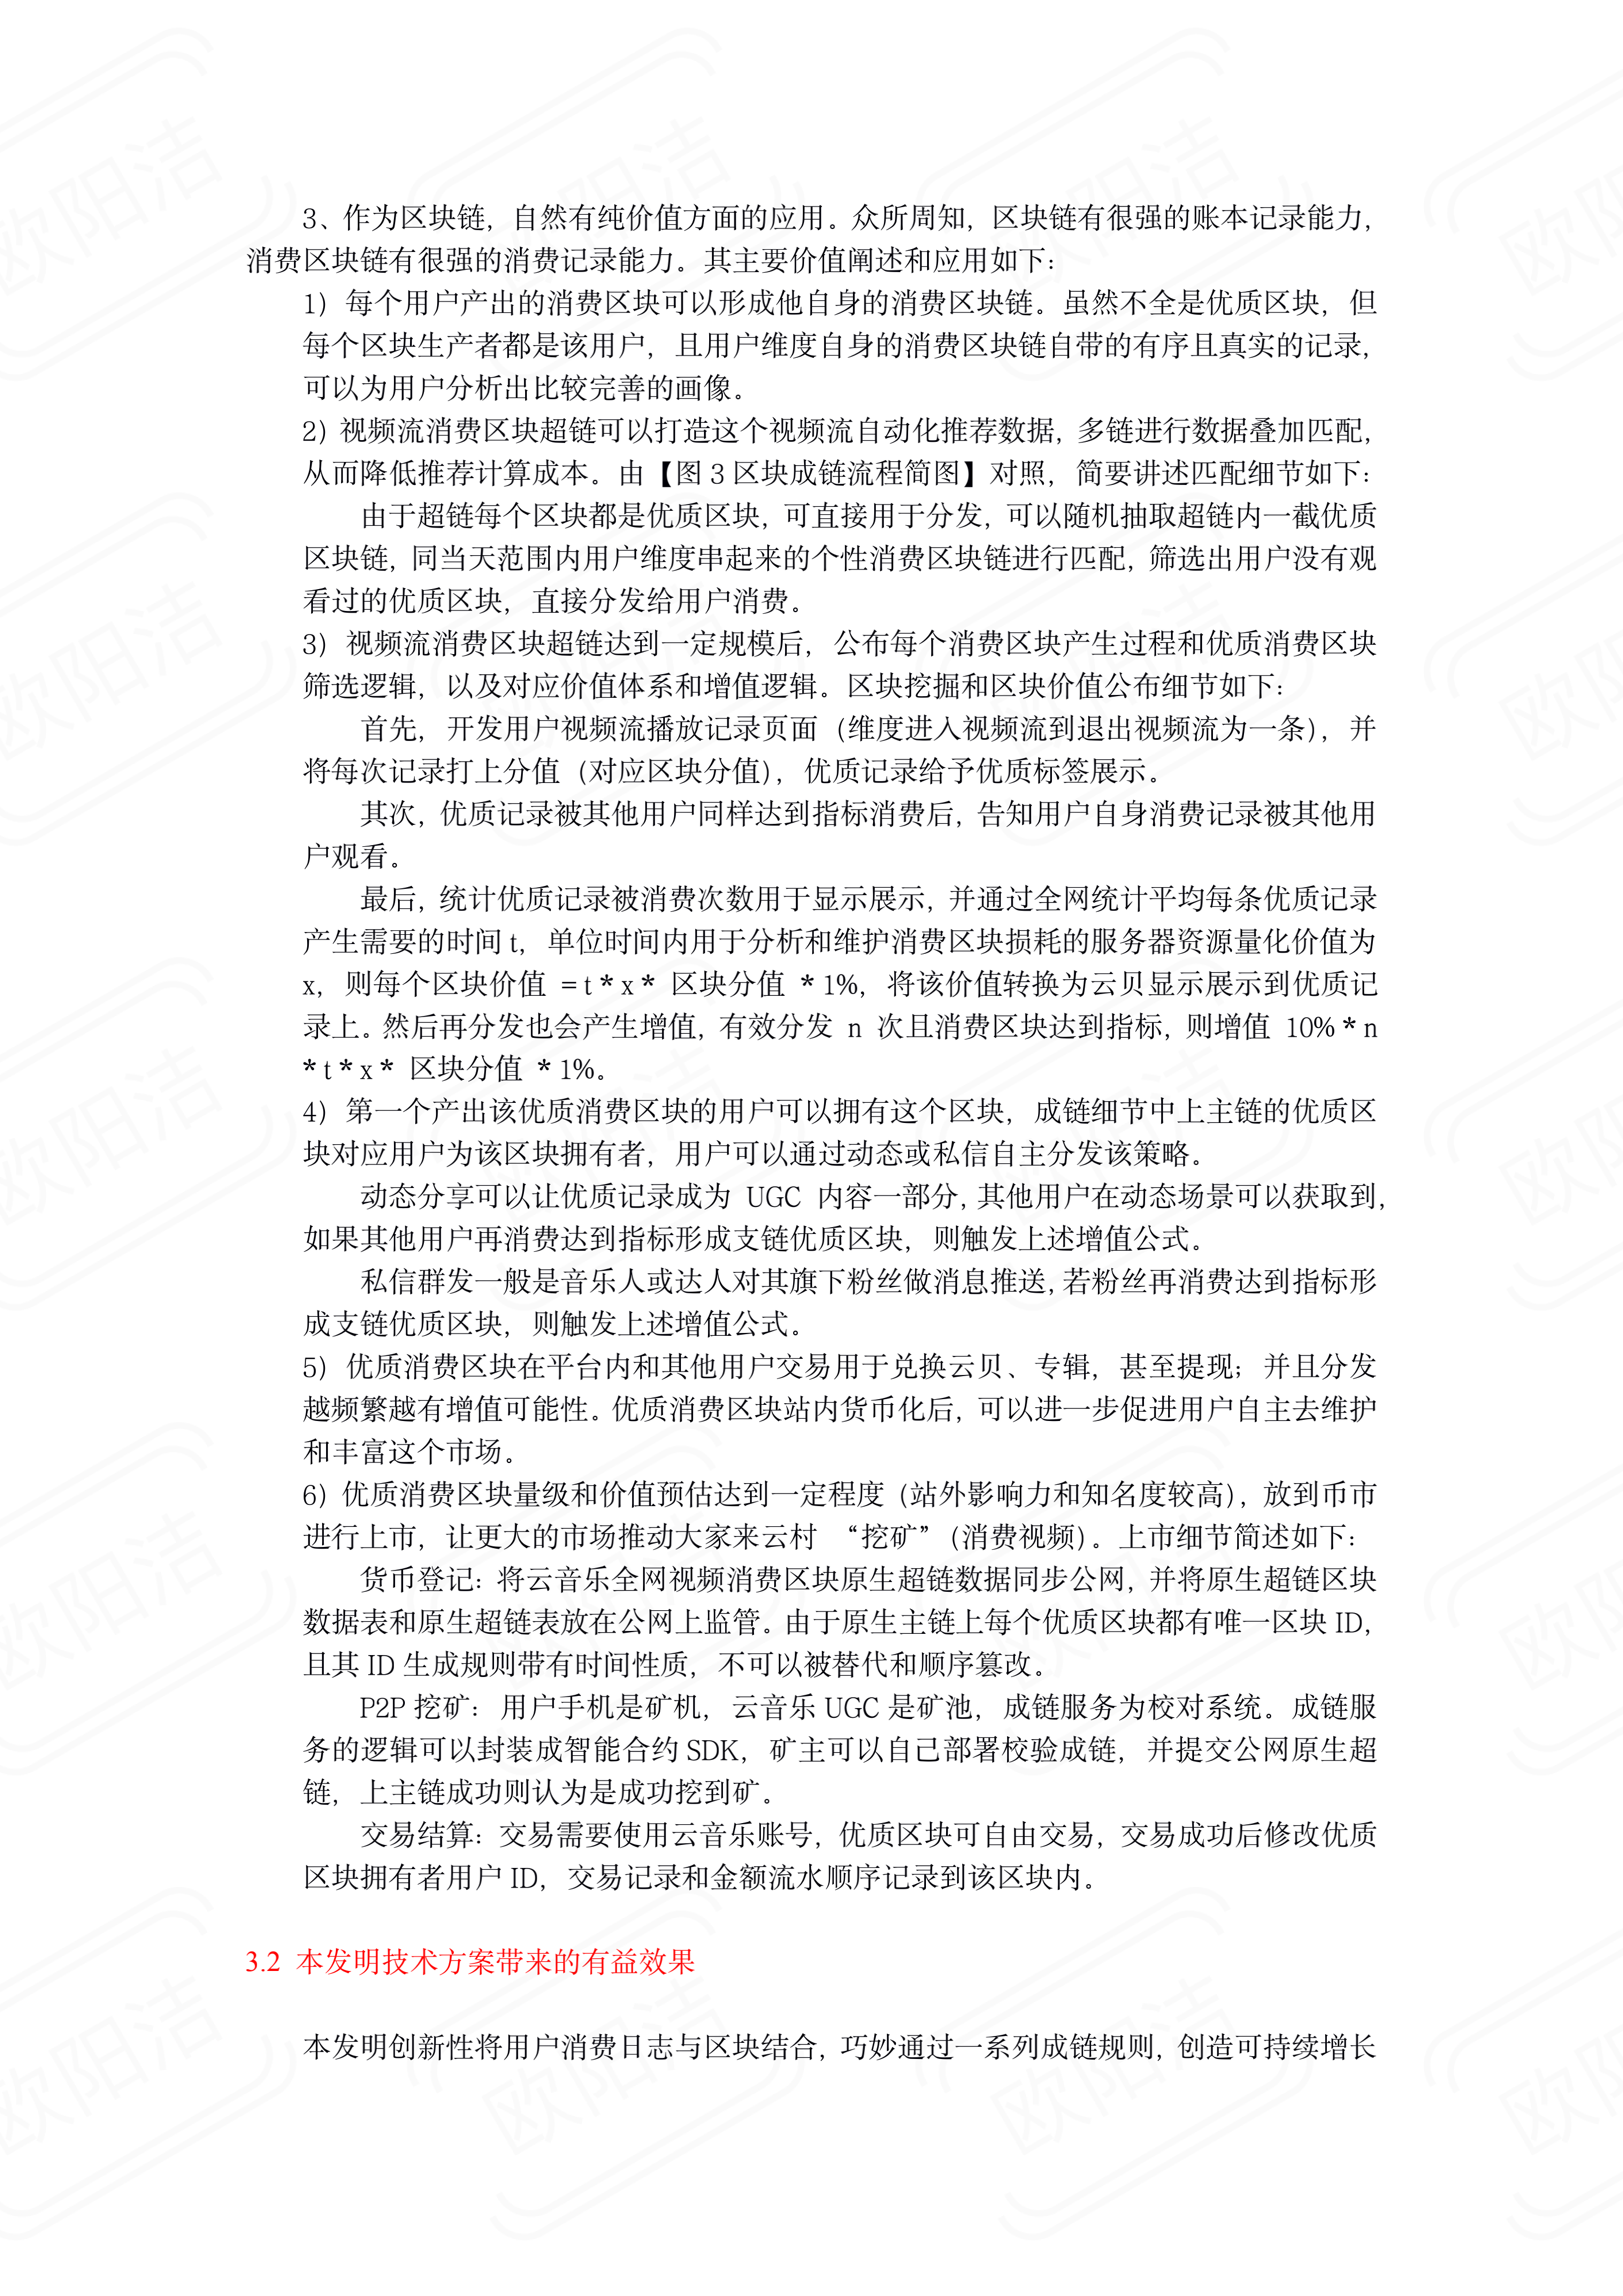 3、作为区块链，自然有纯价值方面的应用。众所周知，区块链有很强的账本记录能力，
消费区块链有很强的消费记录能力。其主要价值阐述和应用如下：
1）每个用户产出的消费区块可以形成他自身的消费区块链。虽然不全是优质区块，但
每个区块生产者都是该用户，且用户维度自身的消费区块链自带的有序且真实的记录，
可以为用户分析出比较完善的画像。
2）视频流消费区块超链可以打造这个视频流自动化推荐数据，多链进行数据叠加匹配，
从而降低推荐计算成本。由【图 3 区块成链流程简图】对照，简要讲述匹配细节如下：
由于超链每个区块都是优质区块，可直接用于分发，可以随机抽取超链内一截优质
区块链，同当天范围内用户维度串起来的个性消费区块链进行匹配，筛选出用户没有观
看过的优质区块，直接分发给用户消费。
3）视频流消费区块超链达到一定规模后，公布每个消费区块产生过程和优质消费区块
筛选逻辑，以及对应价值体系和增值逻辑。区块挖掘和区块价值公布细节如下：
首先，开发用户视频流播放记录页面（维度进入视频流到退出视频流为一条），并
将每次记录打上分值（对应区块分值），优质记录给予优质标签展示。
其次，优质记录被其他用户同样达到指标消费后，告知用户自身消费记录被其他用
户观看。
最后，统计优质记录被消费次数用于显示展示，并通过全网统计平均每条优质记录
产生需要的时间 t，单位时间内用于分析和维护消费区块损耗的服务器资源量化价值为
x，则每个区块价值 = t * x * 区块分值 * 1%，将该价值转换为云贝显示展示到优质记
录上。然后再分发也会产生增值，有效分发 n 次且消费区块达到指标，则增值 10% * n
* t * x * 区块分值 * 1%。
4）第一个产出该优质消费区块的用户可以拥有这个区块，成链细节中上主链的优质区
块对应用户为该区块拥有者，用户可以通过动态或私信自主分发该策略。
动态分享可以让优质记录成为 UGC 内容一部分，其他用户在动态场景可以获取到，
如果其他用户再消费达到指标形成支链优质区块，则触发上述增值公式。
私信群发一般是音乐人或达人对其旗下粉丝做消息推送，若粉丝再消费达到指标形
成支链优质区块，则触发上述增值公式。
5）优质消费区块在平台内和其他用户交易用于兑换云贝、专辑，甚至提现；并且分发
越频繁越有增值可能性。优质消费区块站内货币化后，可以进一步促进用户自主去维护
和丰富这个市场。
6）优质消费区块量级和价值预估达到一定程度（站外影响力和知名度较高），放到币市
进行上市，让更大的市场推动大家来云村 “挖矿”（消费视频）。上市细节简述如下：
货币登记：将云音乐全网视频消费区块原生超链数据同步公网，并将原生超链区块
数据表和原生超链表放在公网上监管。由于原生主链上每个优质区块都有唯一区块 ID，
且其 ID 生成规则带有时间性质，不可以被替代和顺序篡改。
P2P 挖矿：用户手机是矿机，云音乐 UGC 是矿池，成链服务为校对系统。成链服
务的逻辑可以封装成智能合约 SDK，矿主可以自己部署校验成链，并提交公网原生超
链，上主链成功则认为是成功挖到矿。
交易结算：交易需要使用云音乐账号，优质区块可自由交易，交易成功后修改优质
区块拥有者用户 ID，交易记录和金额流水顺序记录到该区块内。
3.2 本发明技术方案带来的有益效果
本发明创新性将用户消费日志与区块结合，巧妙通过一系列成链规则，创造可持续增长
欧阳洁